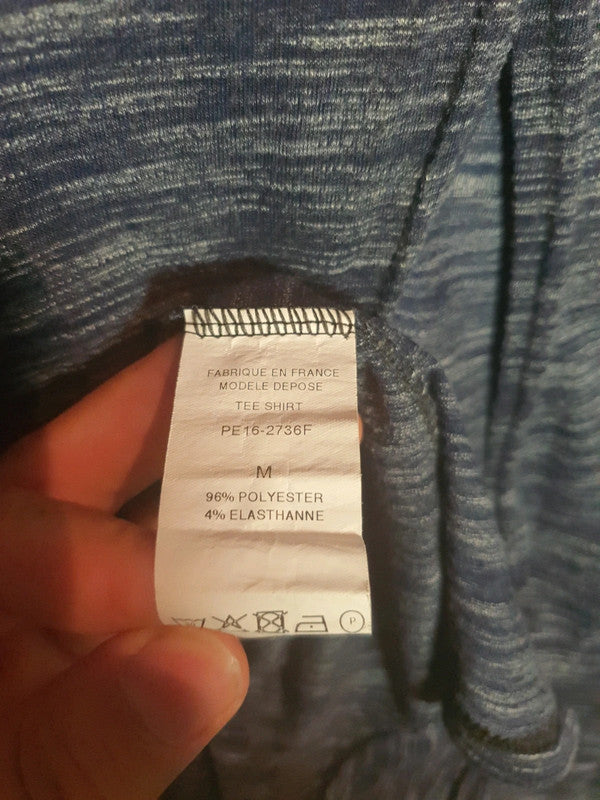 FABRIQUE EN FRANCE
MODELE DEPOSE
TEE SHIRT
PE16-2736F
M
96% POLYESTER
4% ELASTHANNE
P